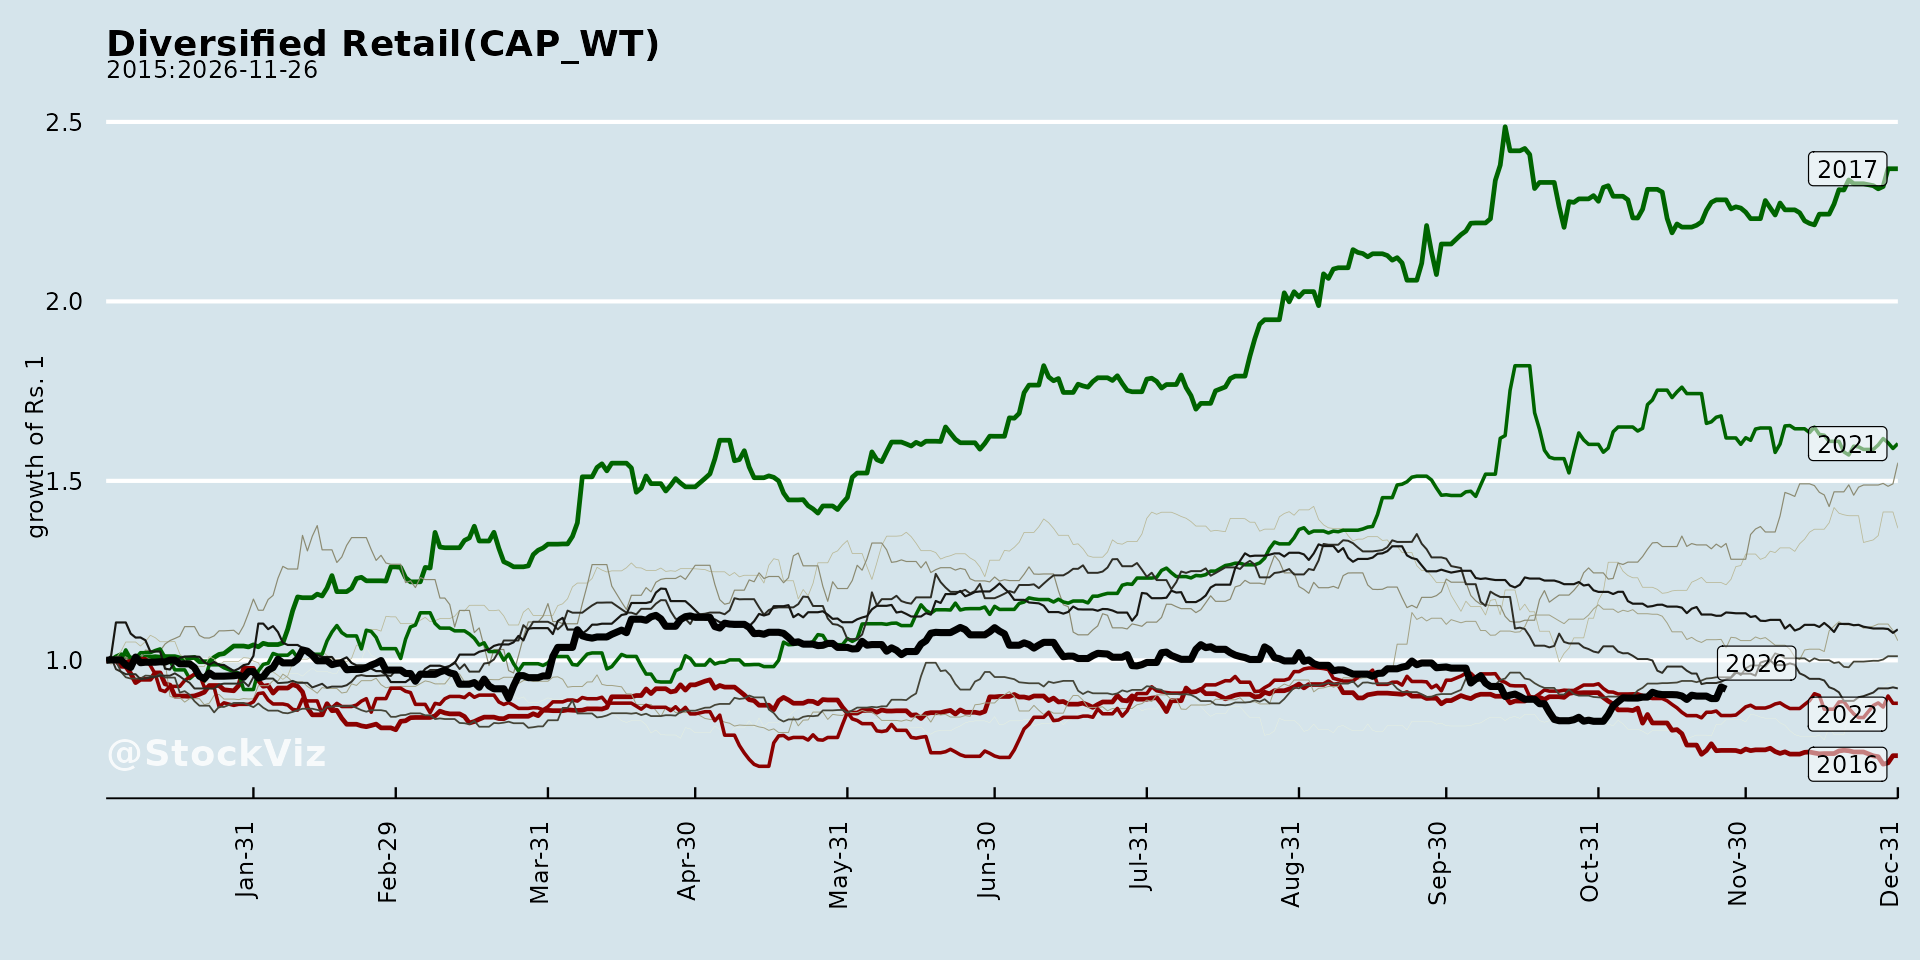 Diversified Retail(CAP_WT)
2015:2026-11-26
growth of Rs. 1
2.5
2.0
1.5
1.0
2017
2021
2026
2022
2016
@StockViz
Jan-31
Feb-29
Mar-31
Apr-30
May-31
Jun-30
Jul-31
Aug-31
Sep-30
Oct-31
Nov-30
Dec-31